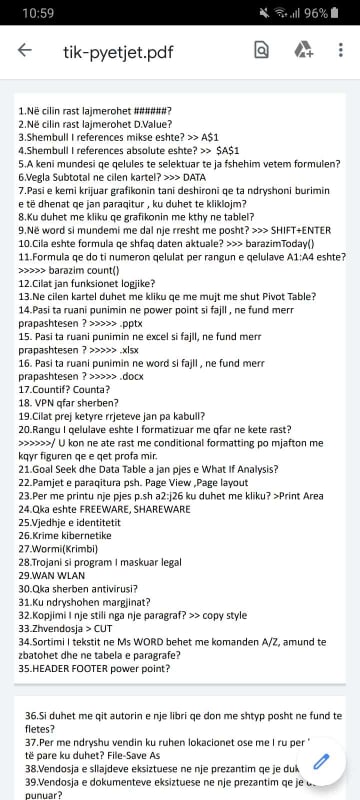 10:59
96%
tik-pyetjet.pdf
1.Në cilin rast lajmerohet ######?
2.Në cilin rast lajmerohet D.Value?
3.Shembull I references mikse eshte? >> A$1
4.Shembull I references absolute eshte? >> $A$1
5.A keni mundesi qe qelules te selektuar te ja fshehim vetem formulen?
6.Vegla Subtotal ne cilen kartel? >>> DATA
7.Pasi e kemi krijuar grafikonin tani deshironi qe ta ndryshoni burimin
e të dhenat qe jan paraqitur , ku duhet te kliklojm?
8.Ku duhet me kliku qe grafikonin me kthy ne tablel?
9.Në word si mundemi me dal nje rresht me posht? >>> SHIFT+ENTER
10.Cila eshte formula qe shfaq daten aktuale? >>> barazimToday()
11.Formula qe do ti numeron qelulat per rangun e qelulave A1:A4 eshte?
>>>>> barazim count()
12.Cilat jan funksionet logjike?
13.Ne cilen kartel duhet me kliku qe me mujt me shut Pivot Table?
14.Pasi ta ruani punimin ne power point si fajl , ne fund merr
prapashtesen ? >>>>> .pptx
15. Pasi ta ruani punimin ne excel si fajll, ne fund merr
prapashtesen ? >>>>> .xlsx
16. Pasi ta ruani punimin ne word si fajll , ne fund merr
prapashtesen ? >>>>> .docx
17.Countif? Counta?
18. VPN qfar sherben?
19.Cilat prej ketyre rrjeteve jan pa kabull?
20.Rangu I qelulave eshte I formatizuar me qfar ne kete rast?
>>>>>>/ U kon ne ate rast me conditional formatting po mjafton me
kqyr figuren qe e qet profa mir.
21.Goal Seek dhe Data Table a jan pjes e What If Analysis?
22.Pamjet e paraqitura psh. Page View ,Page layout
23.Per me printu nje pjes p.sh a2:j26 ku duhet me kliku? >Print Area
24.Qka eshte FREEWARE, SHAREWARE
25.Vjedhje e identitetit
26.Krime kibernetike
27.Wormi(Krimbi)
28.Trojani si program I maskuar legal
29.WAN WLAN
30.Qka sherben antivirusi?
31.Ku ndryshohen margjinat?
32.Kopjimi I nje stili nga nje paragraf? >> copy style
33.Zhvendosja > CUT
34.Sortimi I tekstit ne Ms WORD behet me komanden A/Z, amund te
zbatohet dhe ne tabela e paragrafe?
35.HEADER FOOTER power point?
36.Si duhet me qit autorin e nje libri qe don me shtyp posht ne fund te
fletes?
37.Per me ndryshu vendin ku ruhen lokacionet ose me I ru per
të pare ku duhet? File-Save As
38.Vendosja e sllajdeve eksiztuese ne nje prezantim qe je duk
39.Vendosja e dokumenteve eksiztuese ne nje prezantim qe je
punuar?